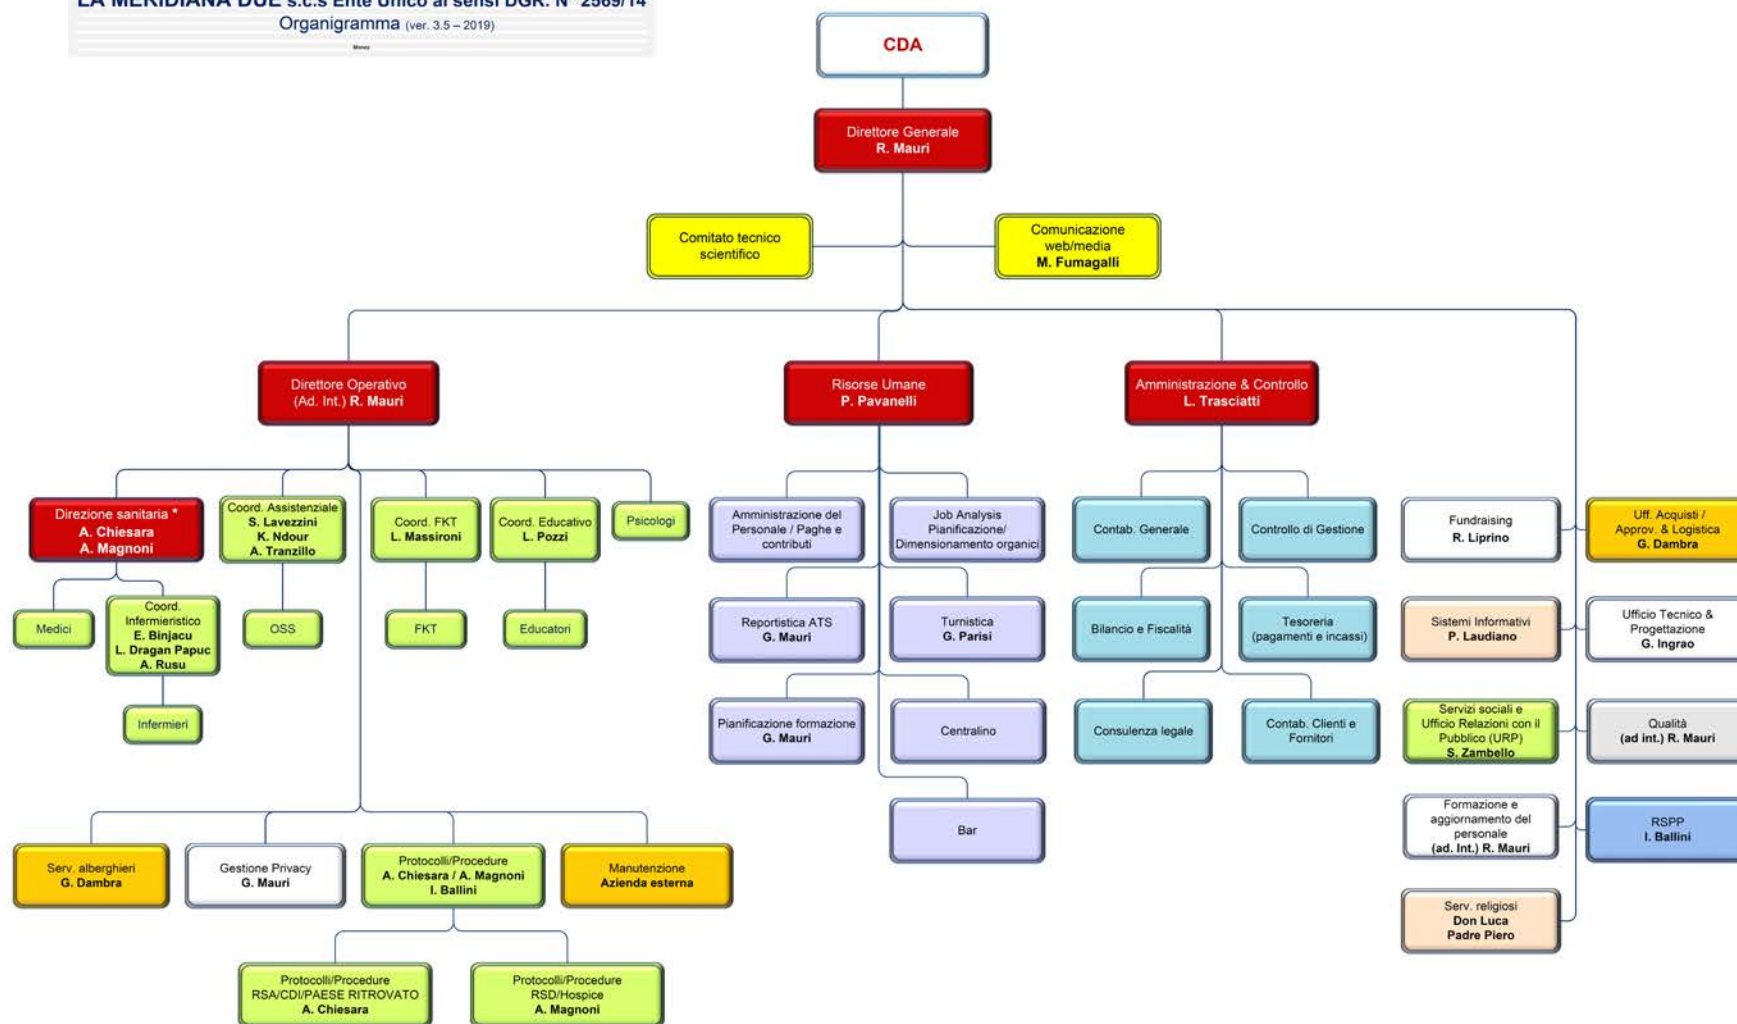 LA MERIDIANA DUE s.c.s Ente Unico ai sensi DGR. N° 2569/14
Organigramma (ver. 3.5 – 2019)
CDA
Direttore Generale
R. Mauri
Comitato tecnico
scientifico
Comunicazione
web/media
M. Fumagalli
Direttore Operativo
(Ad. Int.) R. Mauri
Risorse Umane
P. Pavanelli
Amministrazione & Controllo
L. Trasciatti
Direzione sanitaria *
A. Chiesara
A. Magnoni
Coord. Assistenziale
S. Lavezzini
K. Ndour
A. Tranzillo
Coord. FKT
L. Massironi
Coord. Educativo
L. Pozzi
Psicologi
Medici
Coord.
Infermieristico
E. Binjacu
L. Dragan Papuc
A. Rusu
OSS
FKT
Educatori
Infermieri
Amministrazione del
Personale / Paghe e
contributi
Job Analysis
Pianificazione/
Dimensionamento organici
Reportistica ATS
G. Mauri
Turnistica
G. Parisi
Pianificazione formazione
G. Mauri
Centralino
Bar
Contab. Generale
Controllo di Gestione
Bilancio e Fiscalità
Tesoreria
(pagamenti e incassi)
Consulenza legale
Contab. Clienti e
Fornitori
Fundraising
R. Liprino
Uff. Acquisti /
Approv. & Logistica
G. Dambra
Sistemi Informativi
P. Laudiano
Ufficio Tecnico &
Progettazione
G. Ingrao
Servizi sociali e
Ufficio Relazioni con il
Pubblico (URP)
S. Zambello
Qualità
(ad int.) R. Mauri
Formazione e
aggiornamento del
personale
(ad. Int.) R. Mauri
RSPP
I. Ballini
Serv. religiosi
Don Luca
Padre Piero
Serv. alberghieri
G. Dambra
Gestione Privacy
G. Mauri
Protocolli/Procedure
A. Chiesara / A. Magnoni
I. Ballini
Manutenzione
Azienda esterna
Protocolli/Procedure
RSA/CDI/PAESE RITROVATO
A. Chiesara
Protocolli/Procedure
RSD/Hospice
A. Magnoni